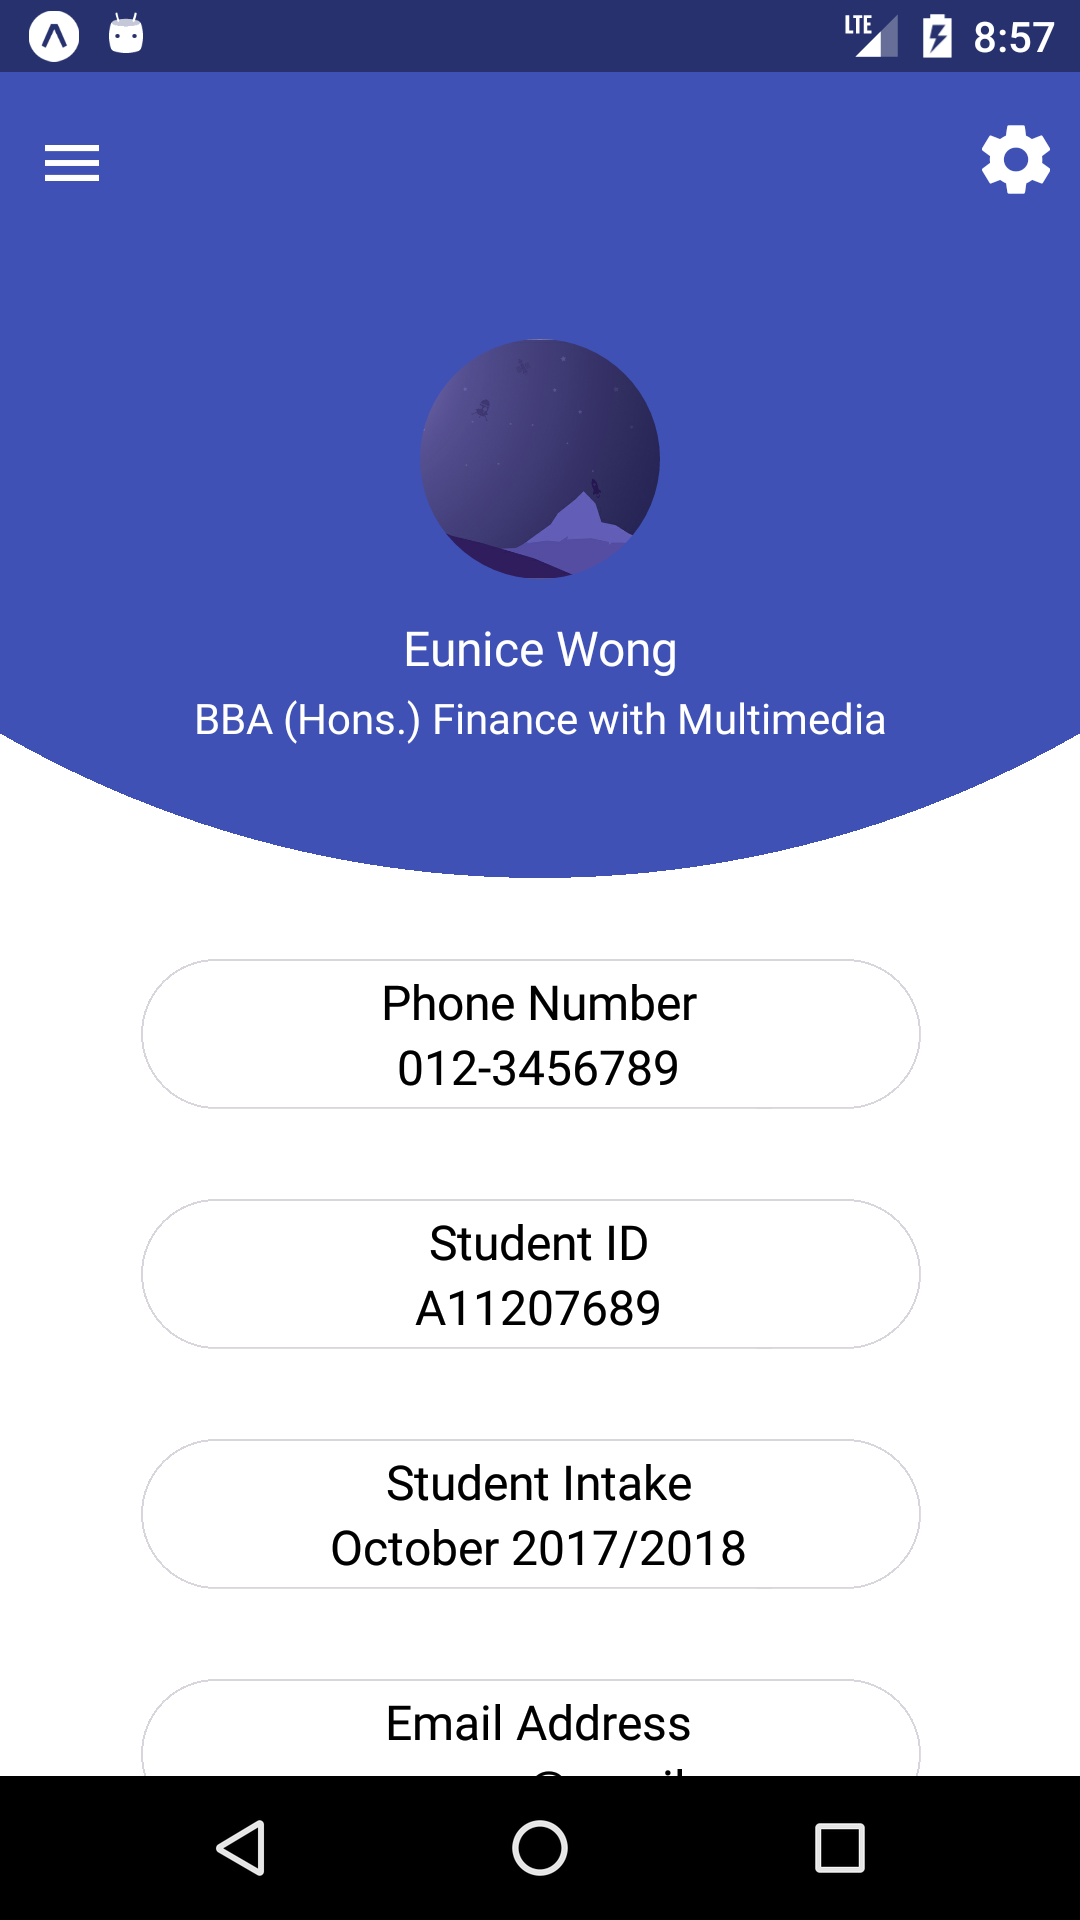 LTE 8:57
Eunice Wong
BBA (Hons.) Finance with Multimedia
Phone Number
012-3456789
Student ID
A11207689
Student Intake
October 2017/2018
Email Address